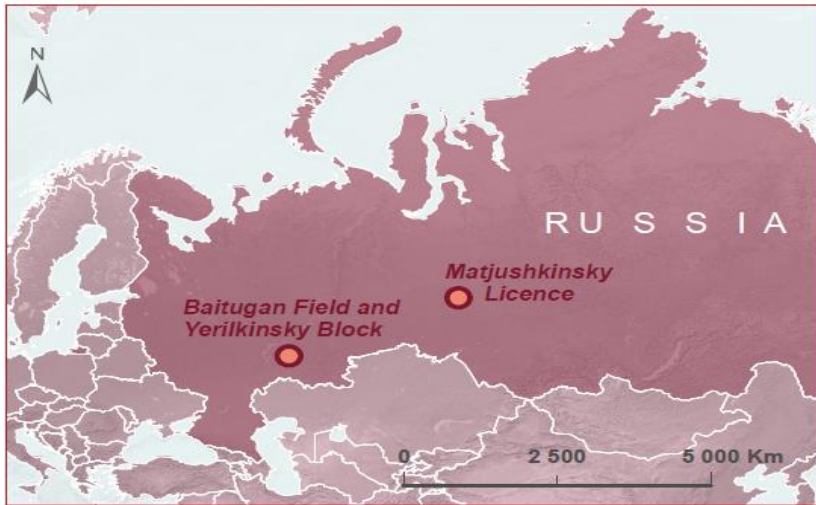 N
RUSSIA
Matjushkinsky
Licence
Baitugan Field and
Yerilkinsky Block
0 2 500 5 000 Km